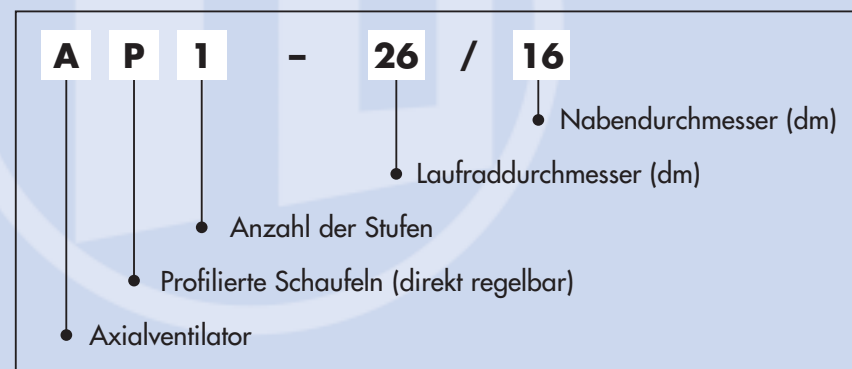 A P 1 – 26 / 16
Nabendurchmesser (dm)
Laufraddurchmesser (dm)
Anzahl der Stufen
Profilierte Schaufeln (direkt regelbar)
Axialventilator